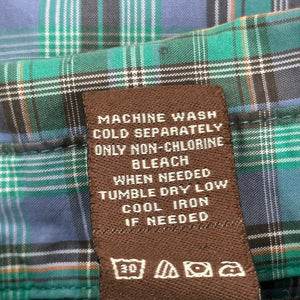 MACHINE WASH
COLD SEPARATELY
ONLY NON-CHLORINE
BLEACH
WHEN NEEDED
TUMBLE DRY LOW
COOL IRON
IF NEEDED
30